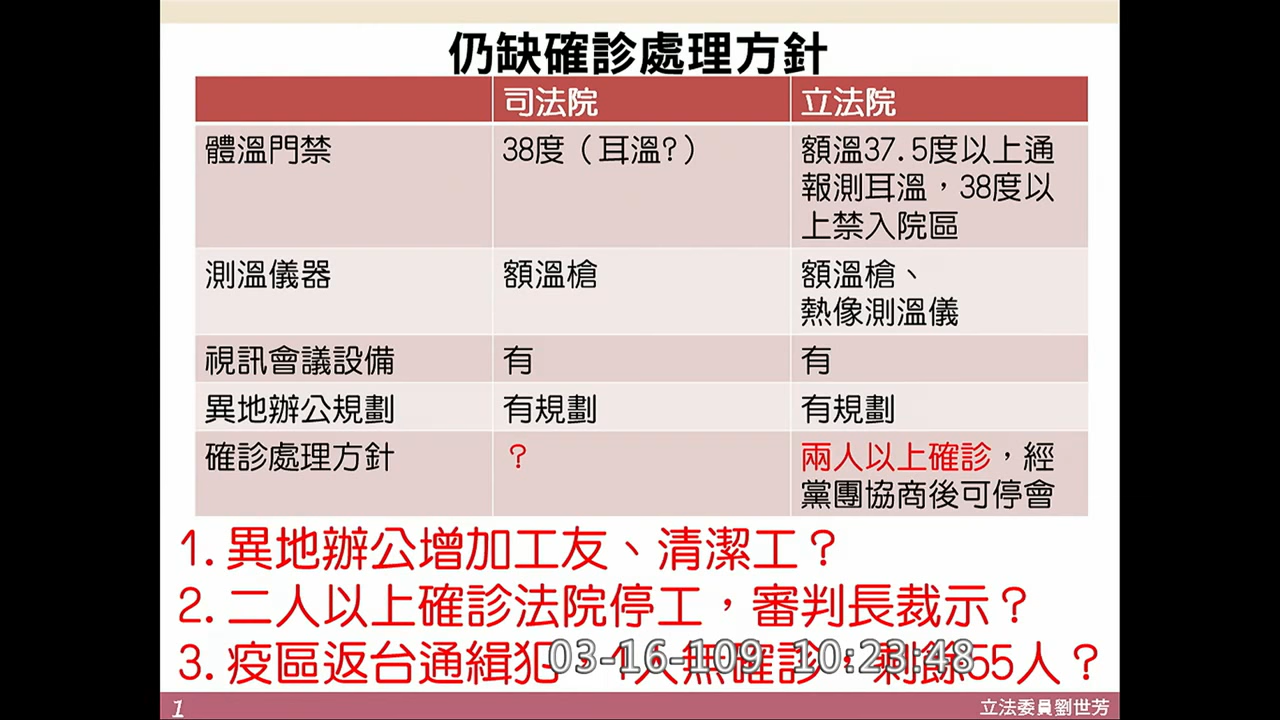 仍缺確診處理方針
司法院 立法院
體溫門禁 38度（耳溫?） 額溫37.5度以上通
報測耳溫，38度以
上禁入院區
測溫儀器 額溫槍 額溫槍、
熱像測溫儀
視訊會議設備 有 有
異地辦公規劃 有規劃 有規劃
確診處理方針 ？ 兩人以上確診，經
黨團協商後可停會
1.異地辦公增加工友、清潔工？
2.二人以上確診法院停工，審判長裁示？
3.疫區返台通緝犯，1人無確診，剩餘55人？
03-16-109 10:23:48
1 立法委員劉世芳